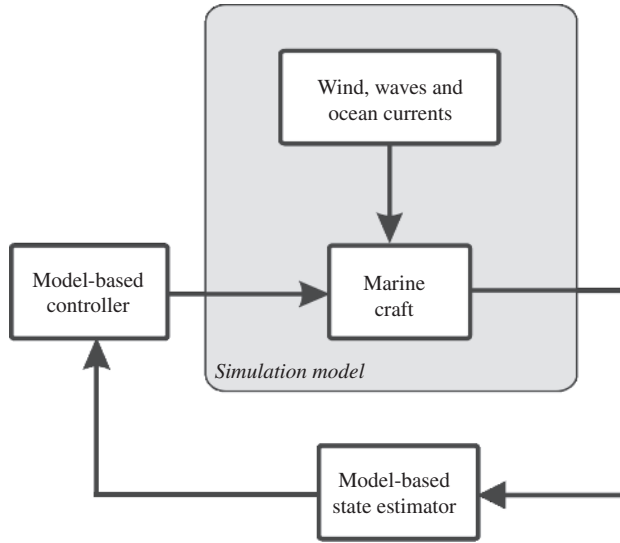 Wind, waves and
ocean currents
Model-based
controller
Marine
craft
Simulation model
Model-based
state estimator